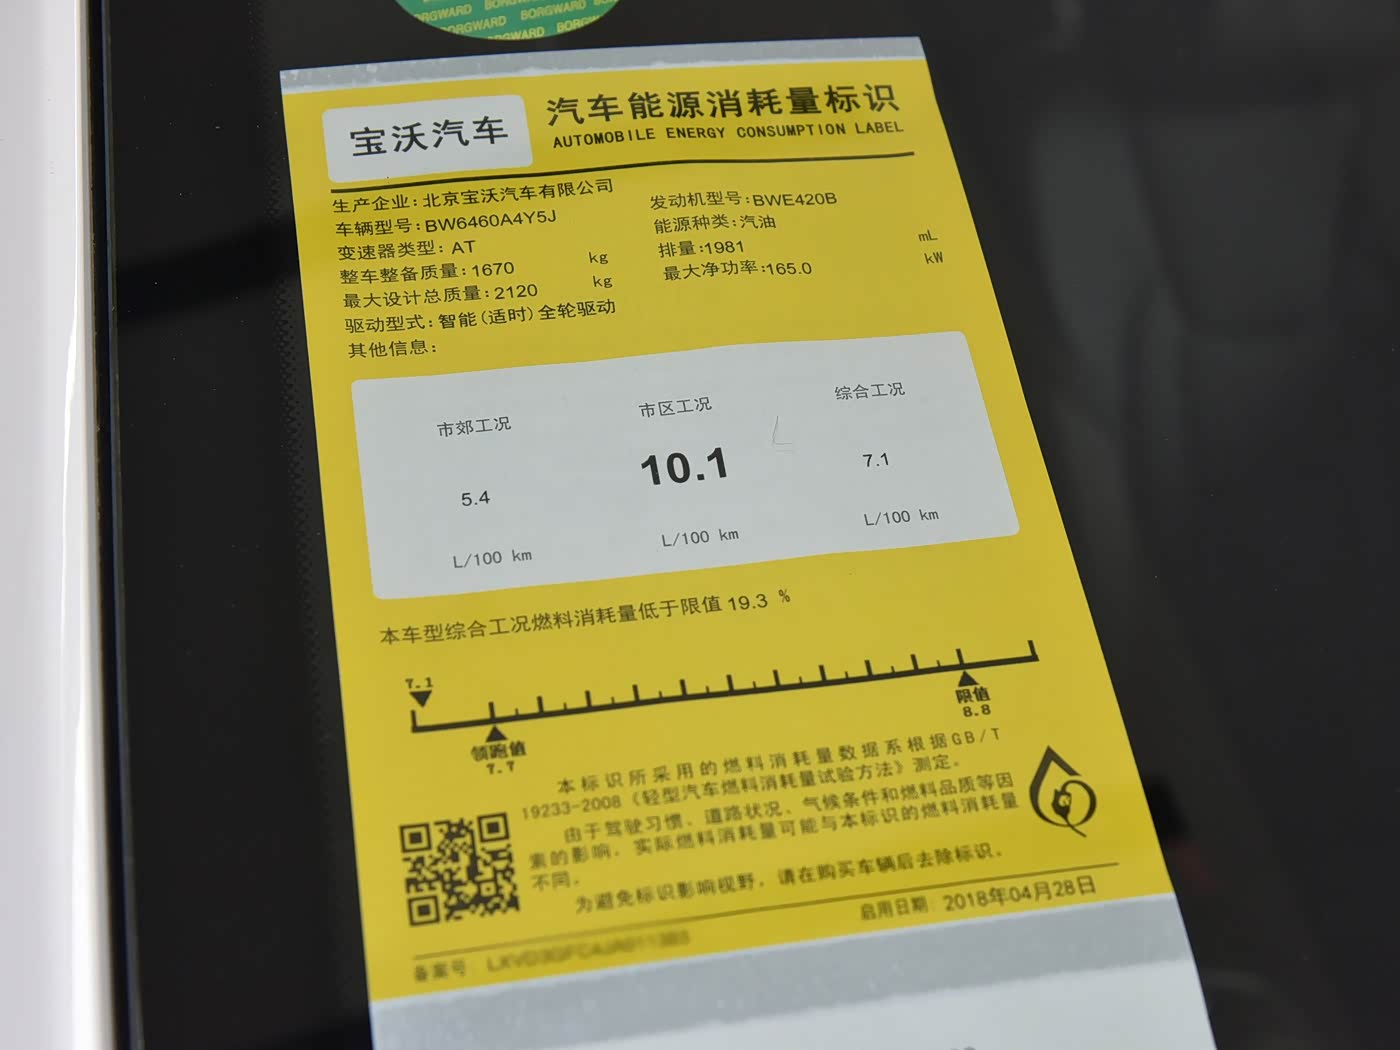 BORGWARD BORGWARD
BORGWARD BORGWARD
BORGWARD
宝沃汽车
汽车能源消耗量标识
AUTOMOBILE ENERGY CONSUMPTION LABEL
生产企业:北京宝沃汽车有限公司
车辆型号:BW6460A4Y5J
变速器类型: AT
整车整备质量:1670 kg
最大设计总质量:2120 kg
驱动型式:智能(适时)全轮驱动
其他信息:
发动机型号:BWE420B
能源种类:汽油
排量:1981 mL
最大净功率:165.0 kW
市郊工况 市区工况 综合工况
5.4 10.1 7.1
L/100 km L/100 km L/100 km
本车型综合工况燃料消耗量低于限值 19.3 %
7.1
领跑值
7.7
限值
8.8
本标识所采用的燃料消耗量数据系根据GB/T
19233-2008《轻型汽车燃料消耗量试验方法》测定。
由于驾驶习惯、道路状况、气候条件和燃料品质等因
素的影响，实际燃料消耗量可能与本标识的燃料消耗量
不同。
为避免标识影响视野，请在购买车辆后去除标识。
备案号:
启用日期: 2018年04月28日